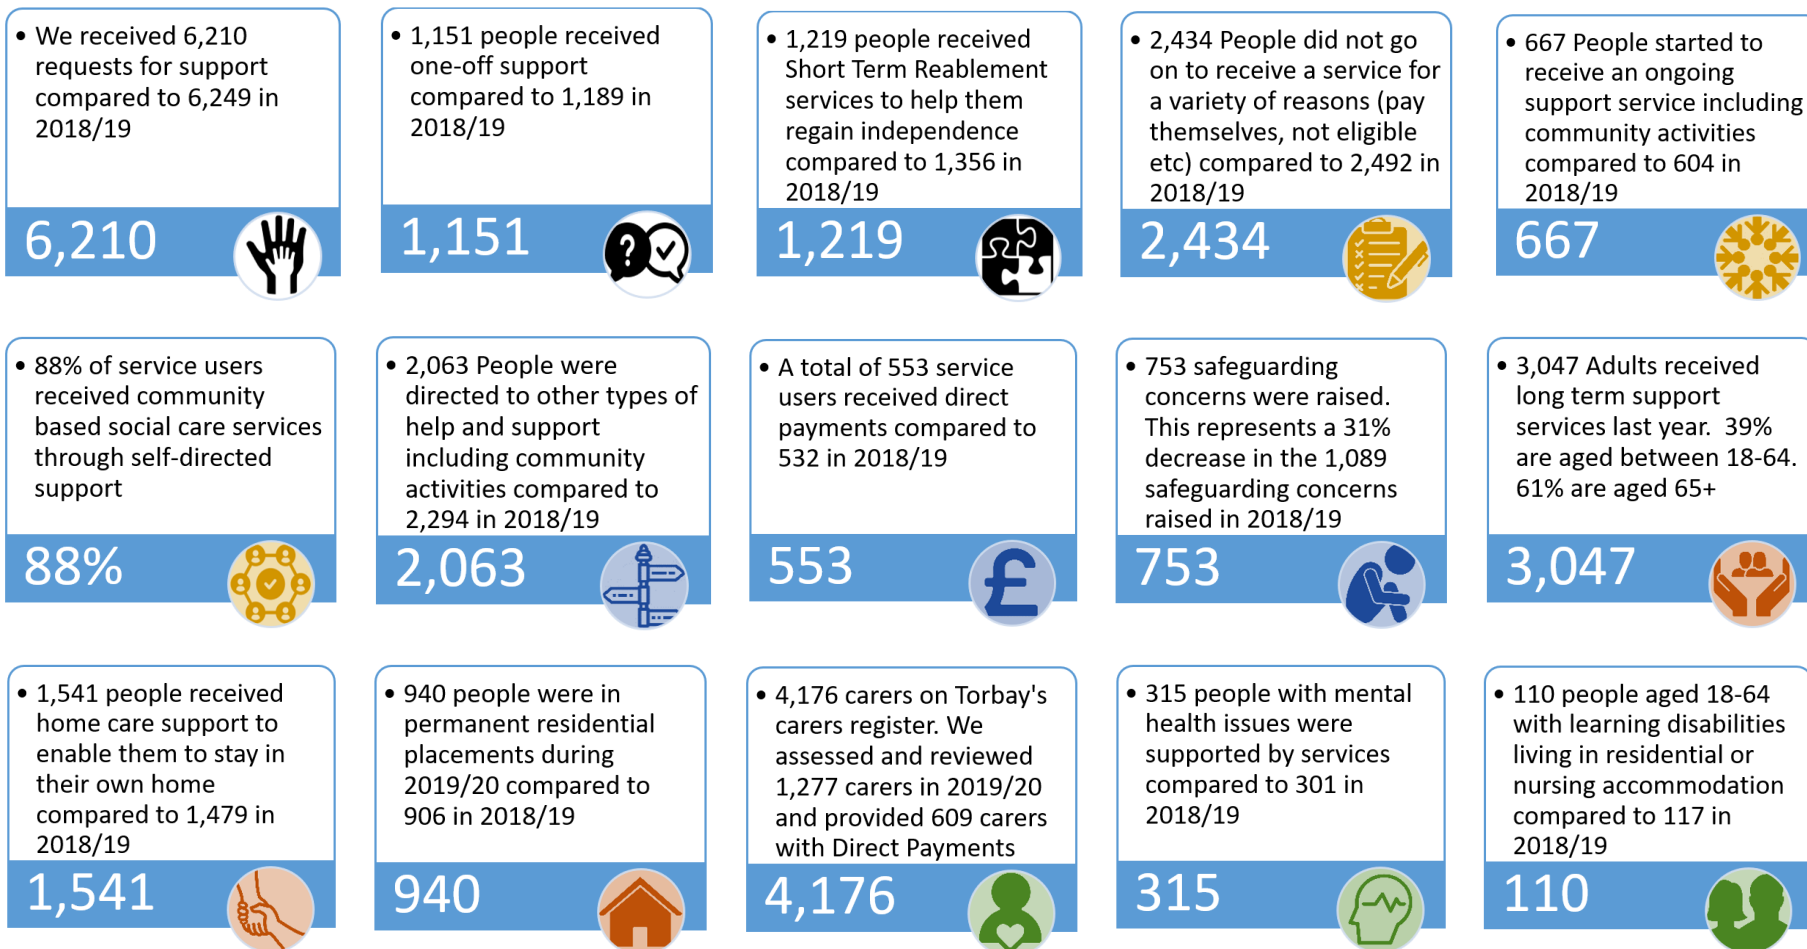 • We received 6,210
requests for support
compared to 6,249 in
2018/19
6,210
• 1,151 people received
one-off support
compared to 1,189 in
2018/19
1,151
• 1,219 people received
Short Term Reablement
services to help them
regain independence
compared to 1,356 in
2018/19
1,219
• 2,434 People did not go
on to receive a service for
a variety of reasons (pay
themselves, not eligible
etc) compared to 2,492 in
2018/19
2,434
• 667 People started to
receive an ongoing
support service including
community activities
compared to 604 in
2018/19
667
• 88% of service users
received community
based social care services
through self-directed
support
88%
• 2,063 People were
directed to other types of
help and support
including community
activities compared to
2,294 in 2018/19
2,063
• A total of 553 service
users received direct
payments compared to
532 in 2018/19
553
£
• 753 safeguarding
concerns were raised.
This represents a 31%
decrease in the 1,089
safeguarding concerns
raised in 2018/19
753
• 3,047 Adults received
long term support
services last year. 39%
are aged between 18-64.
61% are aged 65+
3,047
• 1,541 people received
home care support to
enable them to stay in
their own home
compared to 1,479 in
2018/19
1,541
• 940 people were in
permanent residential
placements during
2019/20 compared to
906 in 2018/19
940
• 4,176 carers on Torbay's
carers register. We
assessed and reviewed
1,277 carers in 2019/20
and provided 609 carers
with Direct Payments
4,176
• 315 people with mental
health issues were
supported by services
compared to 301 in
2018/19
315
• 110 people aged 18-64
with learning disabilities
living in residential or
nursing accommodation
compared to 117 in
2018/19
110